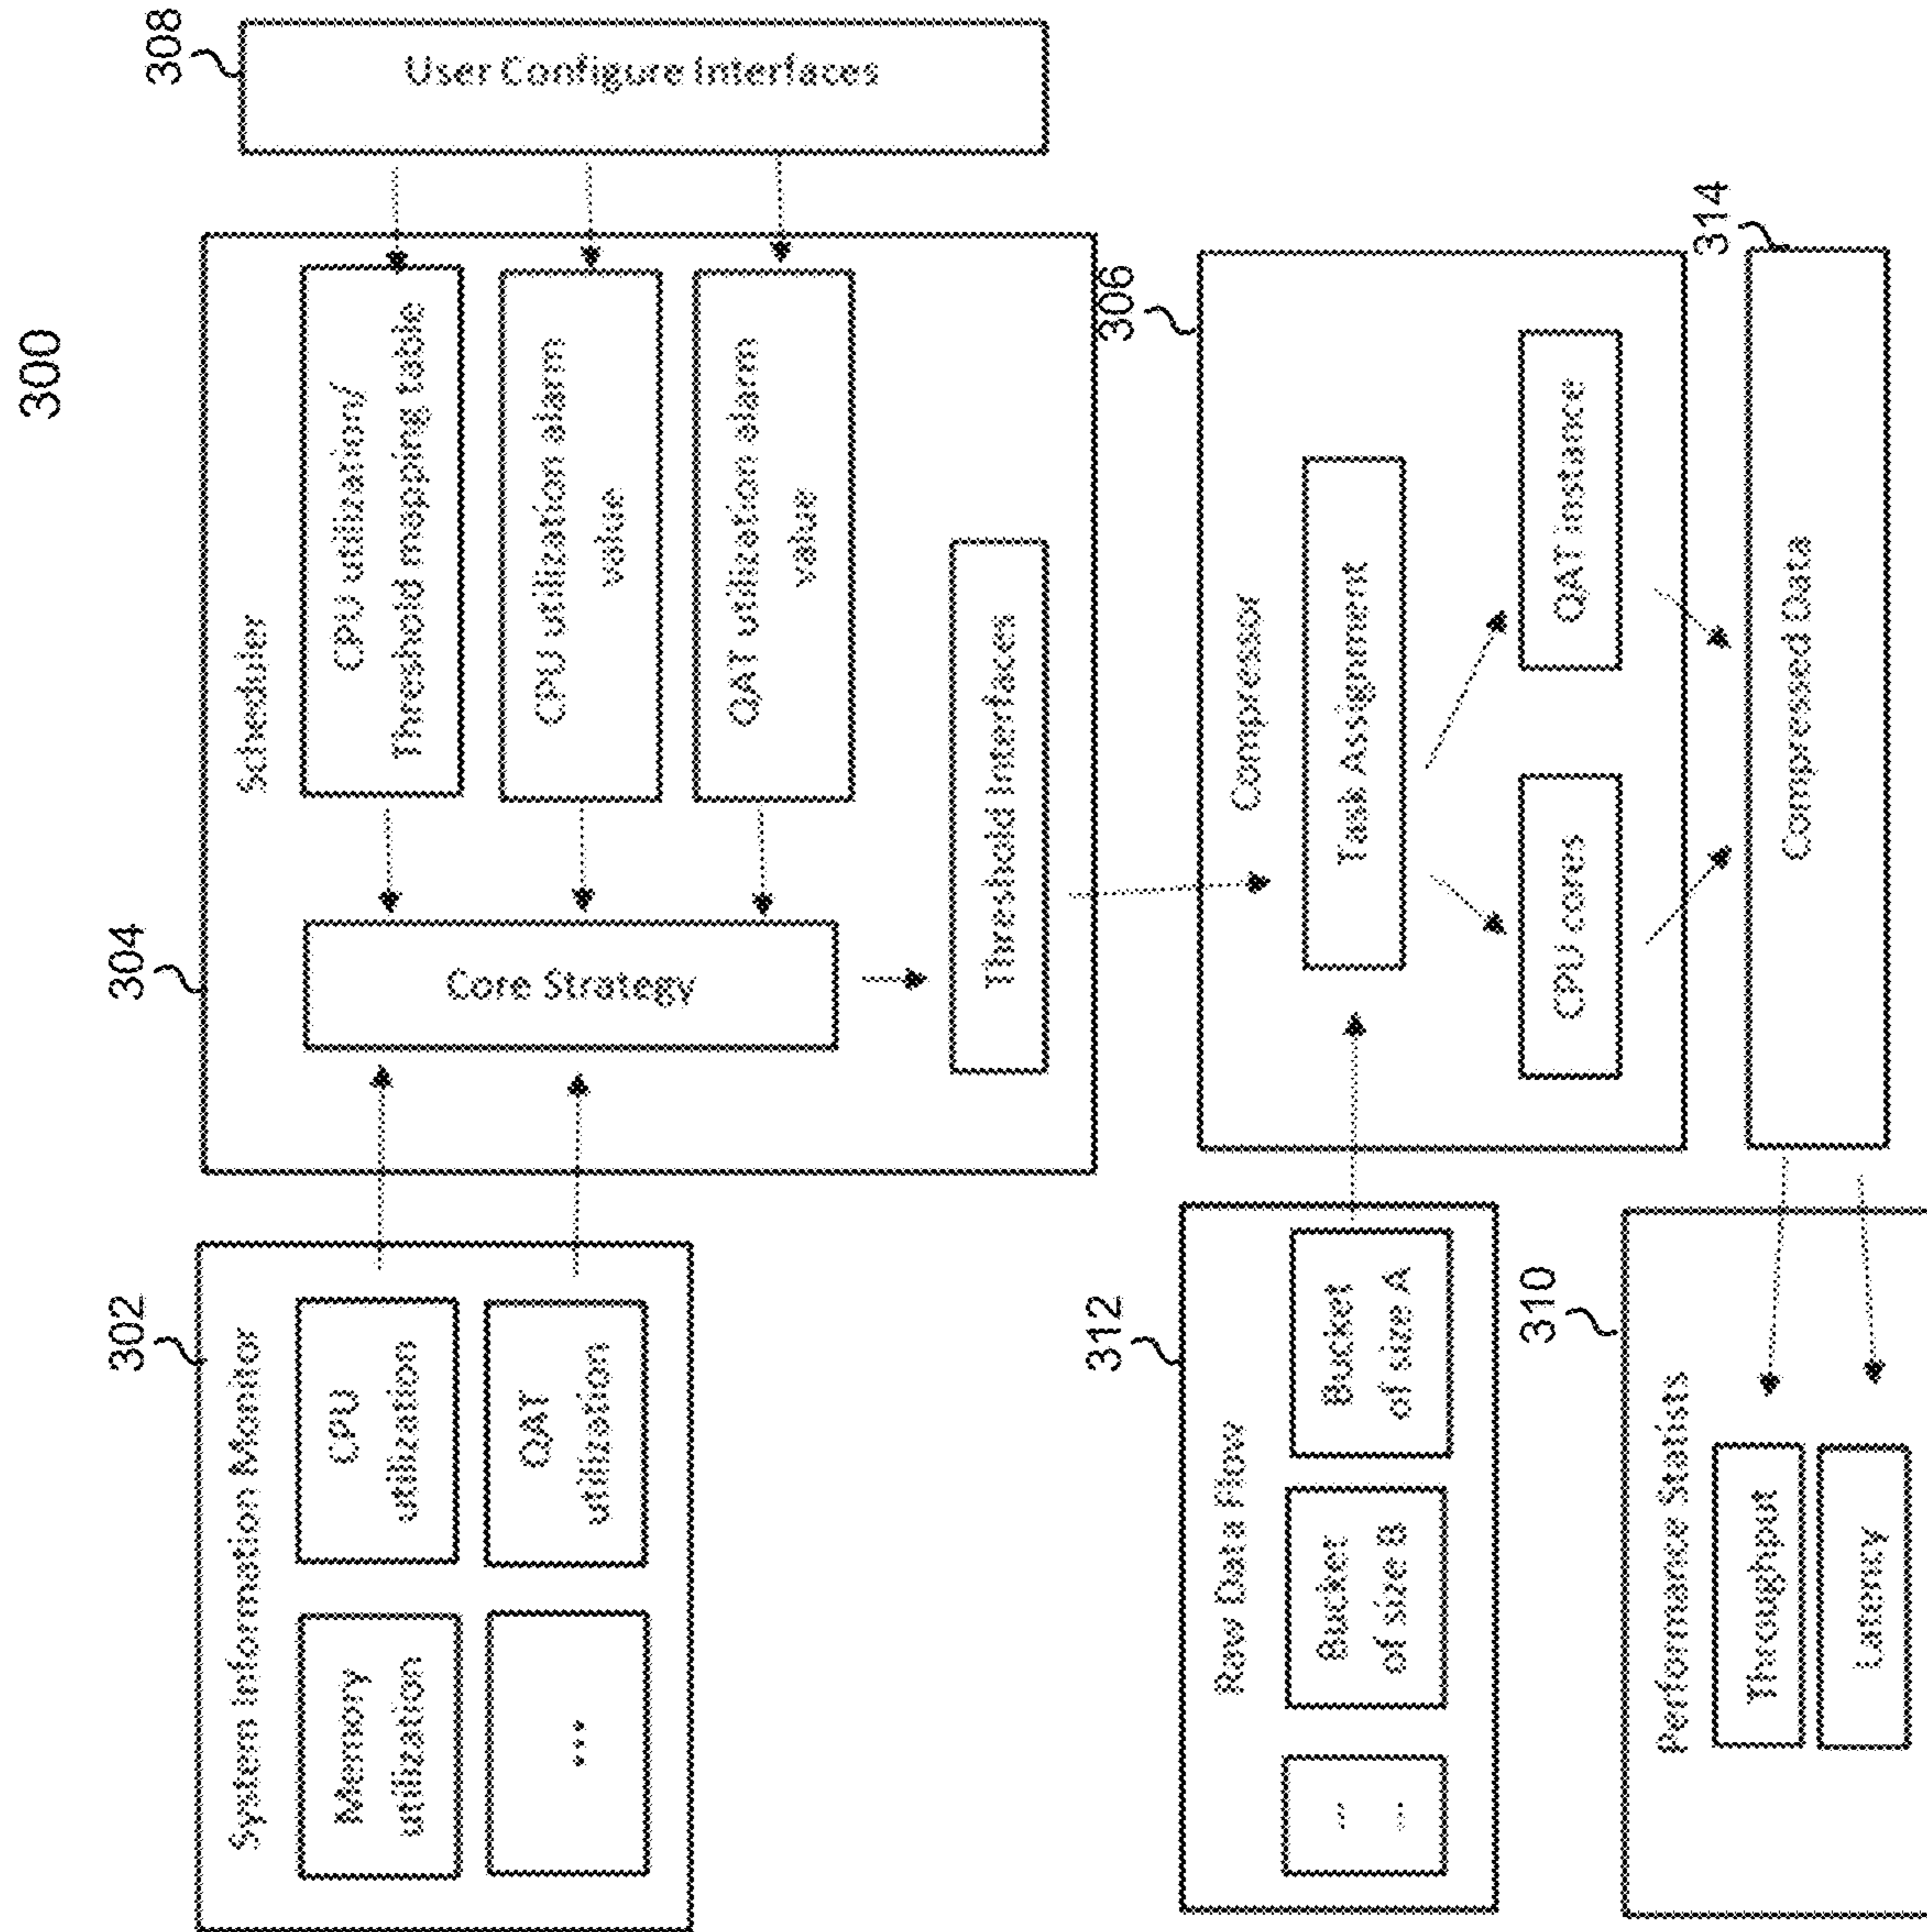 300
302
System Information Monitor
Memory
utilization
CPU
utilization
...
QAT
utilization
304
Scheduler
Core Strategy
CPU utilization/
Threshold mapping table
CPU utilization alarm
value
QAT utilization alarm
value
Threshold Interfaces
308
User Configure Interfaces
312
Raw Data Flow
...
...
Bucket
of size B
Bucket
of size A
306
Compressor
Task Assignment
CPU cores
QAT instance
310
Performance Statists
Throughput
Latency
314
Compressed Data